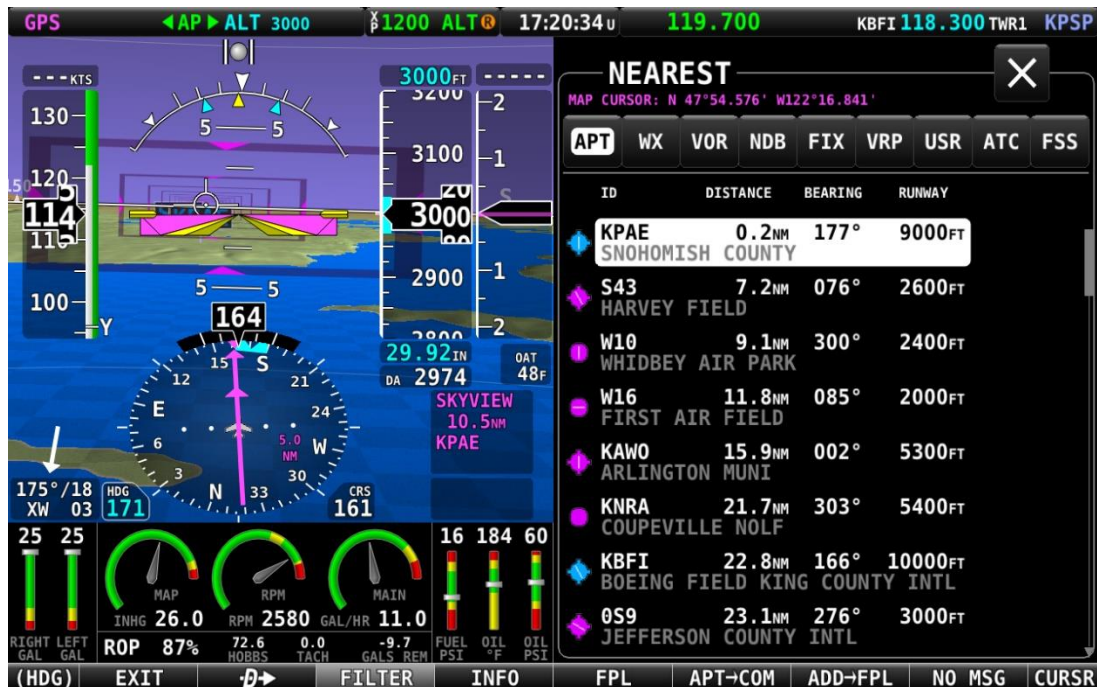 GPS AP ALT 3000 XP 1200 ALT R 17:20:34 U 119.700 KBFI 118.300 TWR1 KPSP
--- KTS
3000 FT -----
130
120
114
100
Y
5 5
5 5
3200
3100
3000
2900
2800
2
1
S
1
2
164
29.92 IN
DA 2974
OAT
48F
SKYVIEW
10.5NM
KPAE
15 S 21 24 W 30 33 N 3 6 E 12
5.0
NM
175°/18
XW 03
HDG
171
CRS
161
25 25
RIGHT GAL LEFT GAL
MAP
INHG 26.0
RPM
RPM 2580
MAIN
GAL/HR 11.0
16 184 60
FUEL PSI OIL °F OIL PSI
ROP 87%
72.6 HOBBS
0.0 TACH
-9.7 GALS REM
NEAREST
X
MAP CURSOR: N 47°54.576' W122°16.841'
APT WX VOR NDB FIX VRP USR ATC FSS
ID DISTANCE BEARING RUNWAY
KPAE 0.2NM 177° 9000FT
SNOHOMISH COUNTY
S43 7.2NM 076° 2600FT
HARVEY FIELD
W10 9.1NM 300° 2400FT
WHIDBEY AIR PARK
W16 11.8NM 085° 2000FT
FIRST AIR FIELD
KAWO 15.9NM 002° 5300FT
ARLINGTON MUNI
KNRA 21.7NM 303° 5400FT
COUPEVILLE NOLF
KBFI 22.8NM 166° 10000FT
BOEING FIELD KING COUNTY INTL
0S9 23.1NM 276° 3000FT
JEFFERSON COUNTY INTL
(HDG) EXIT D FILTER INFO FPL APT→COM ADD→FPL NO MSG CURSR